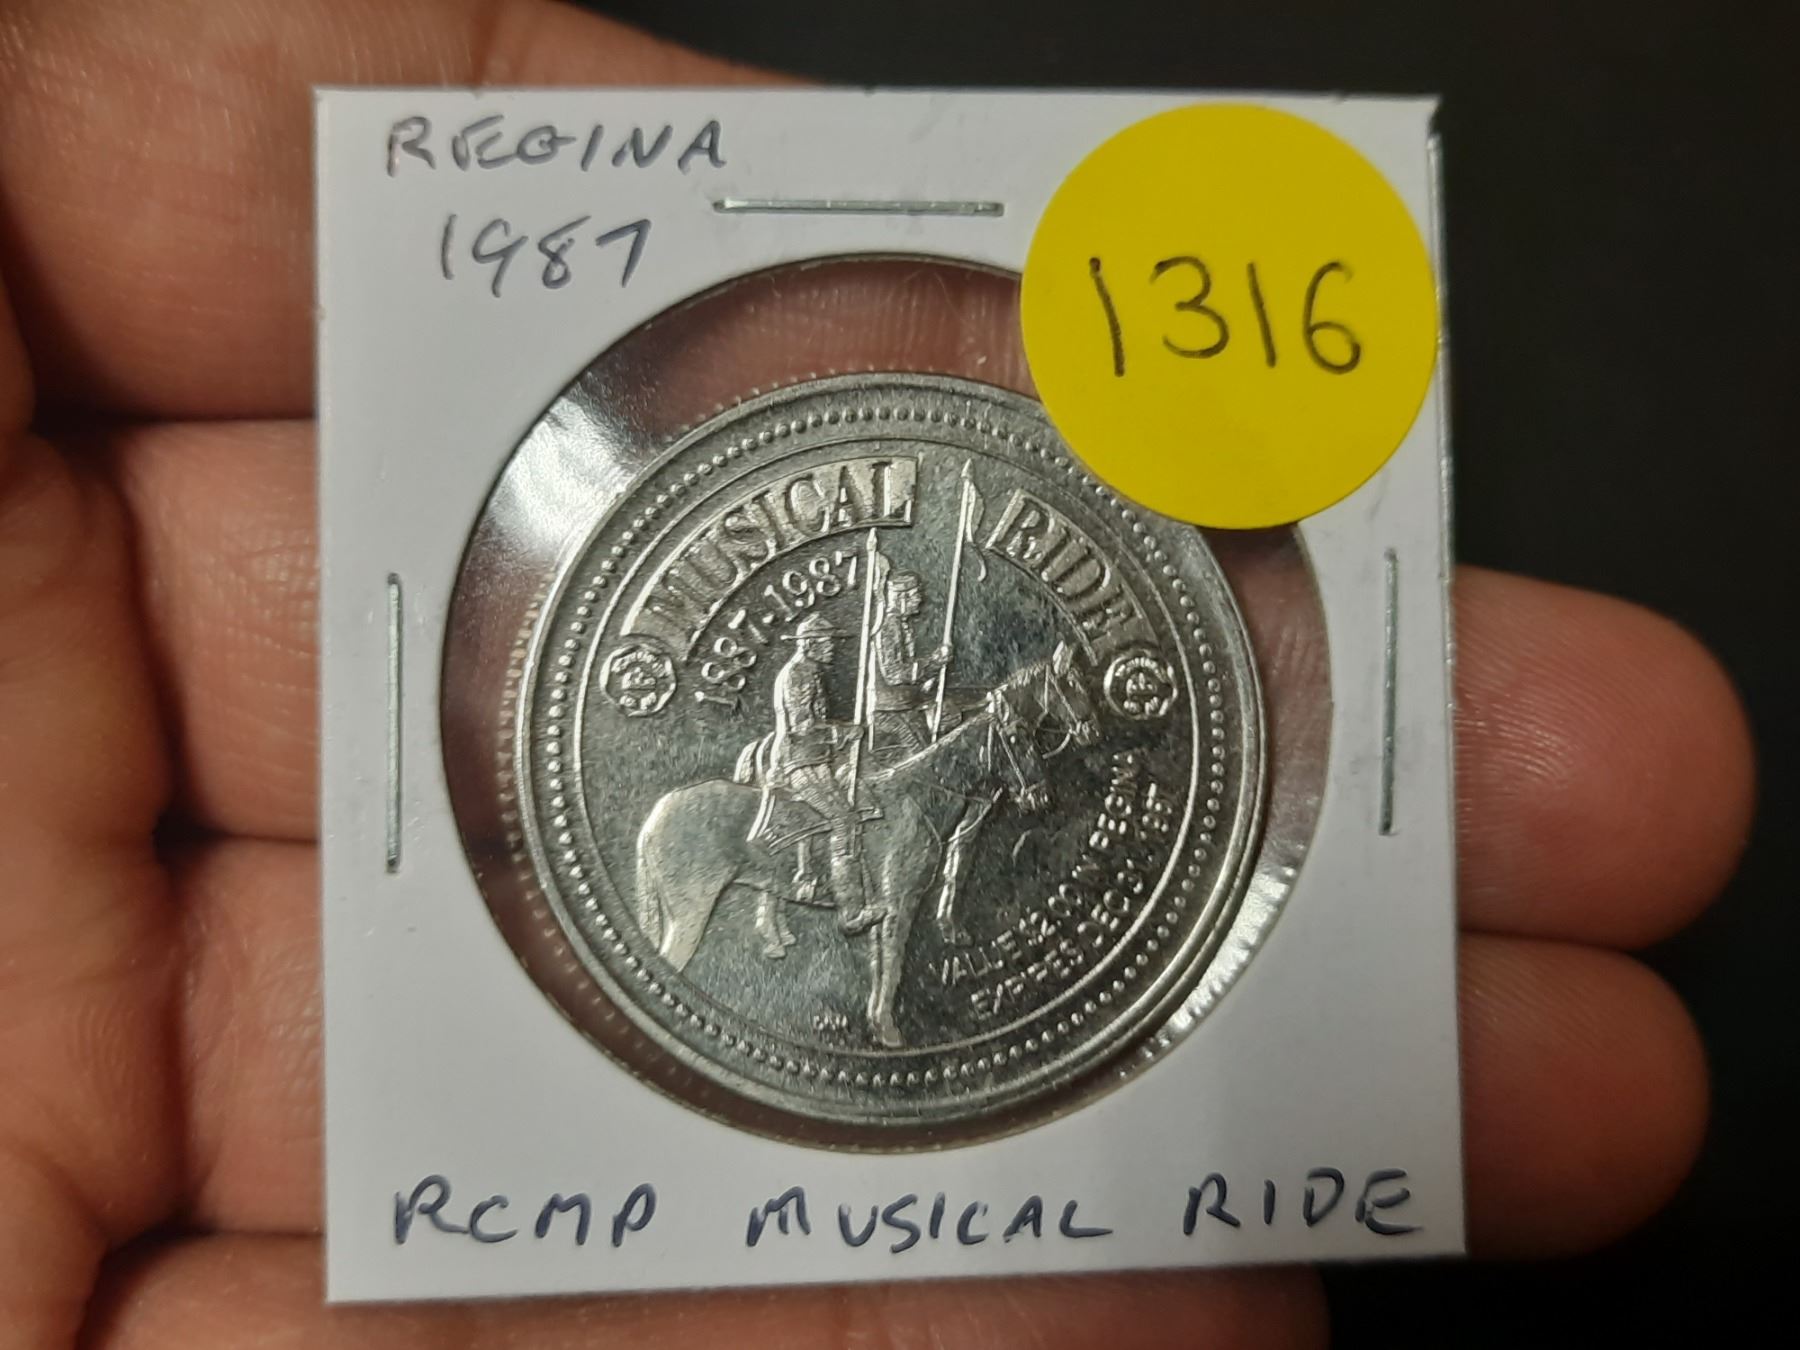 REGINA
1987
1316
MUSICAL RIDE
1887-1987
VALUE $2.00 IN REGINA
EXPIRES DEC 31, 1987
RCMP MUSICAL RIDE